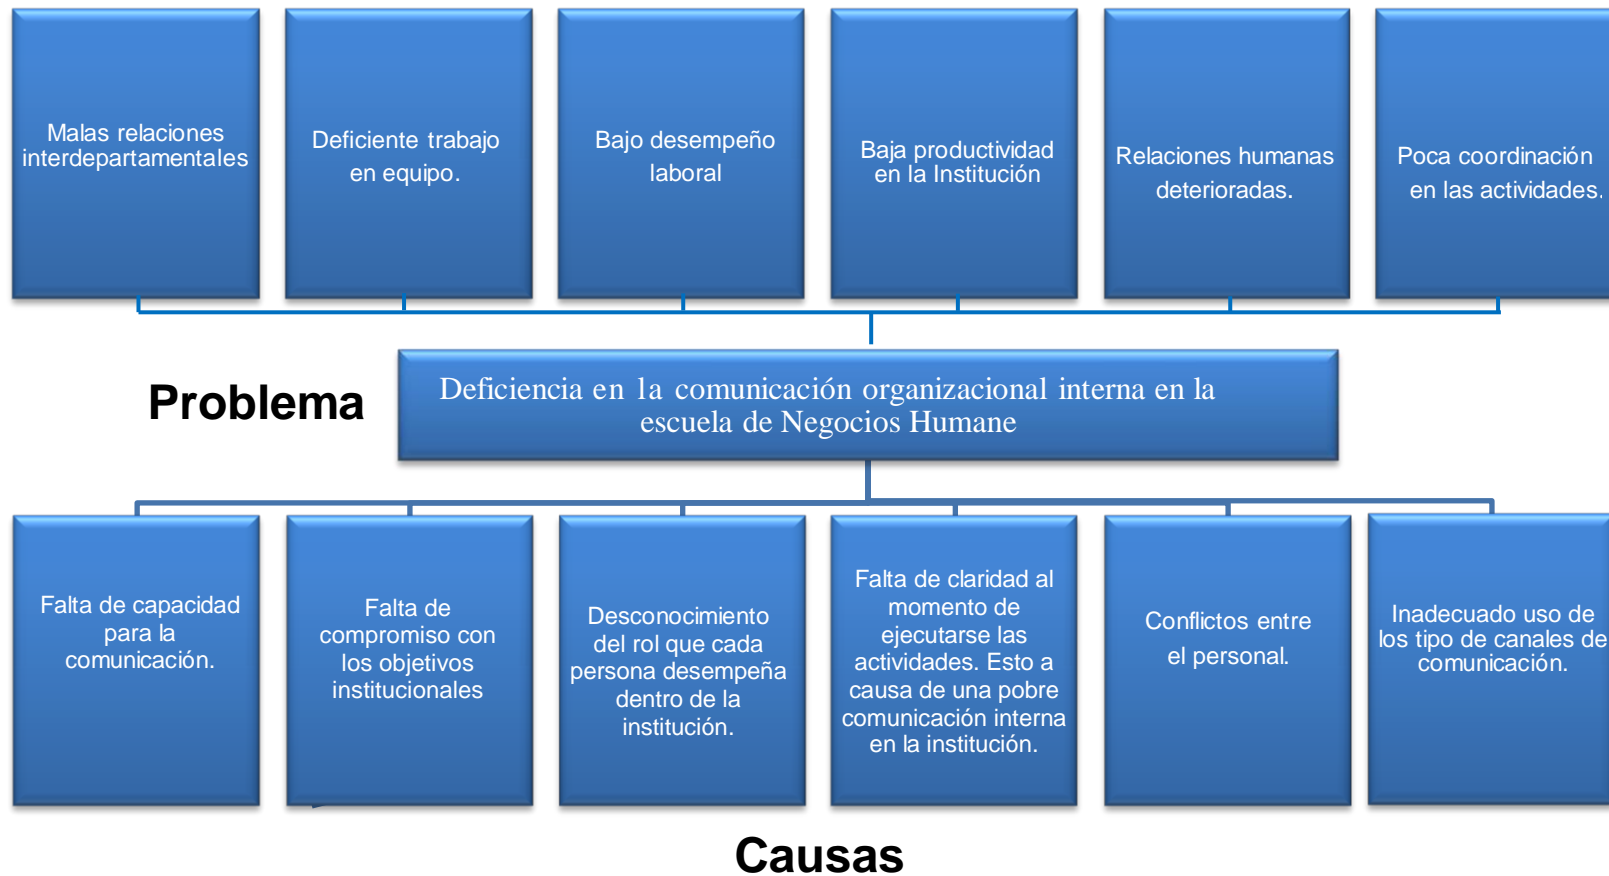 Malas relaciones
interdepartamentales
Deficiente trabajo
en equipo.
Bajo desempeño
laboral
Baja productividad
en la Institución
Relaciones humanas
deterioradas.
Poca coordinación
en las actividades.
Problema
Deficiencia en la comunicación organizacional interna en la
escuela de Negocios Humane
Falta de capacidad
para la
comunicación.
Falta de
compromiso con
los objetivos
institucionales
Desconocimiento
del rol que cada
persona desempeña
dentro de la
institución.
Falta de claridad al
momento de
ejecutarse las
actividades. Esto a
causa de una pobre
comunicación interna
en la institución.
Conflictos entre
el personal.
Inadecuado uso de
los tipo de canales de
comunicación.
Causas